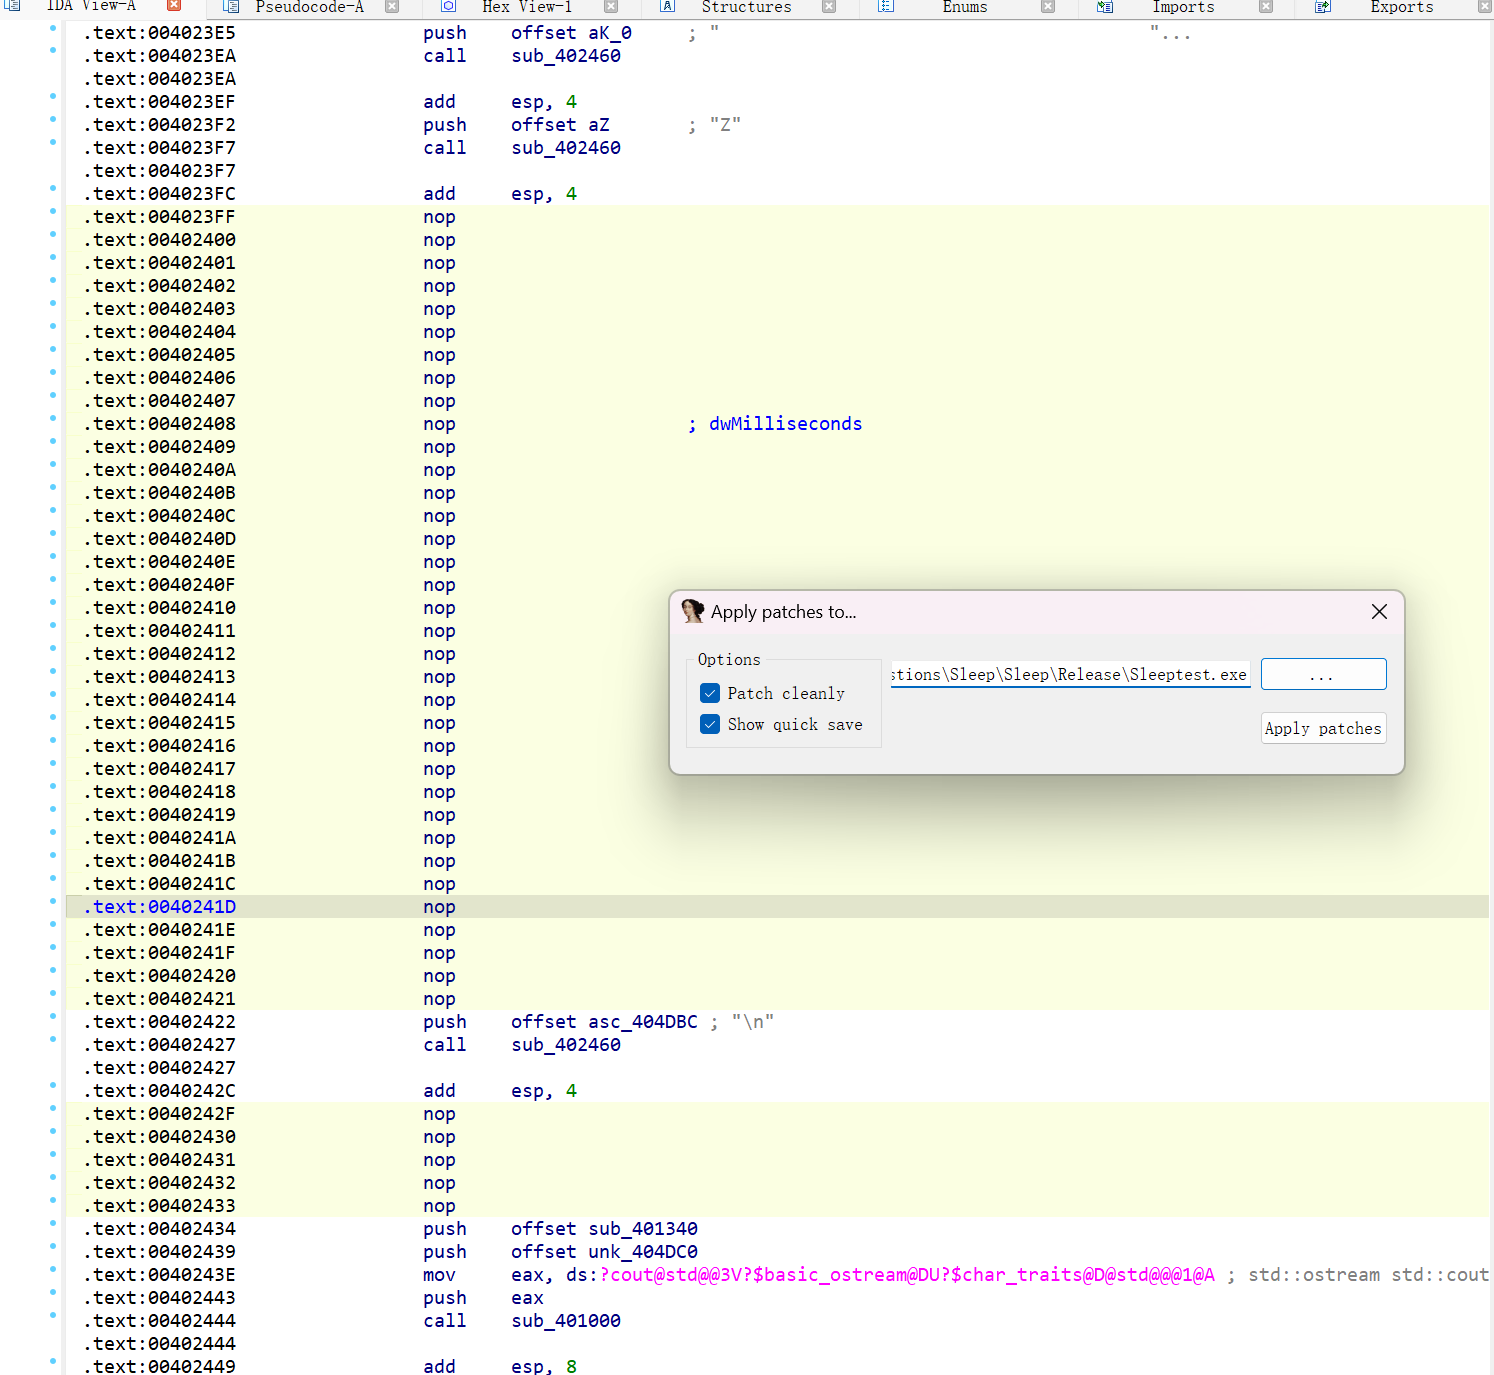 IDA View-A Pseudocode-A Hex View-1 Structures Enums Imports Exports
.text:004023E5 push offset aK_0 ; " "...
.text:004023EA call sub_402460
.text:004023EA
.text:004023EF add esp, 4
.text:004023F2 push offset aZ ; "Z"
.text:004023F7 call sub_402460
.text:004023F7
.text:004023FC add esp, 4
.text:004023FF nop
.text:00402400 nop
.text:00402401 nop
.text:00402402 nop
.text:00402403 nop
.text:00402404 nop
.text:00402405 nop
.text:00402406 nop
.text:00402407 nop
.text:00402408 nop ; dwMilliseconds
.text:00402409 nop
.text:0040240A nop
.text:0040240B nop
.text:0040240C nop
.text:0040240D nop
.text:0040240E nop
.text:0040240F nop
.text:00402410 nop
.text:00402411 nop
.text:00402412 nop
.text:00402413 nop
.text:00402414 nop
.text:00402415 nop
.text:00402416 nop
.text:00402417 nop
.text:00402418 nop
.text:00402419 nop
.text:0040241A nop
.text:0040241B nop
.text:0040241C nop
.text:0040241D nop
.text:0040241E nop
.text:0040241F nop
.text:00402420 nop
.text:00402421 nop
.text:00402422 push offset asc_404DBC ; "\n"
.text:00402427 call sub_402460
.text:00402427
.text:0040242C add esp, 4
.text:0040242F nop
.text:00402430 nop
.text:00402431 nop
.text:00402432 nop
.text:00402433 nop
.text:00402434 push offset sub_401340
.text:00402439 push offset unk_404DC0
.text:0040243E mov eax, ds:?cout@std@@3V?$basic_ostream@DU?$char_traits@D@std@@@1@A ; std::ostream std::cout
.text:00402443 push eax
.text:00402444 call sub_401000
.text:00402444
.text:00402449 add esp, 8
Apply patches to...
Options
Patch cleanly
Show quick save
stions\Sleep\Sleep\Release\Sleeptest.exe
...
Apply patches